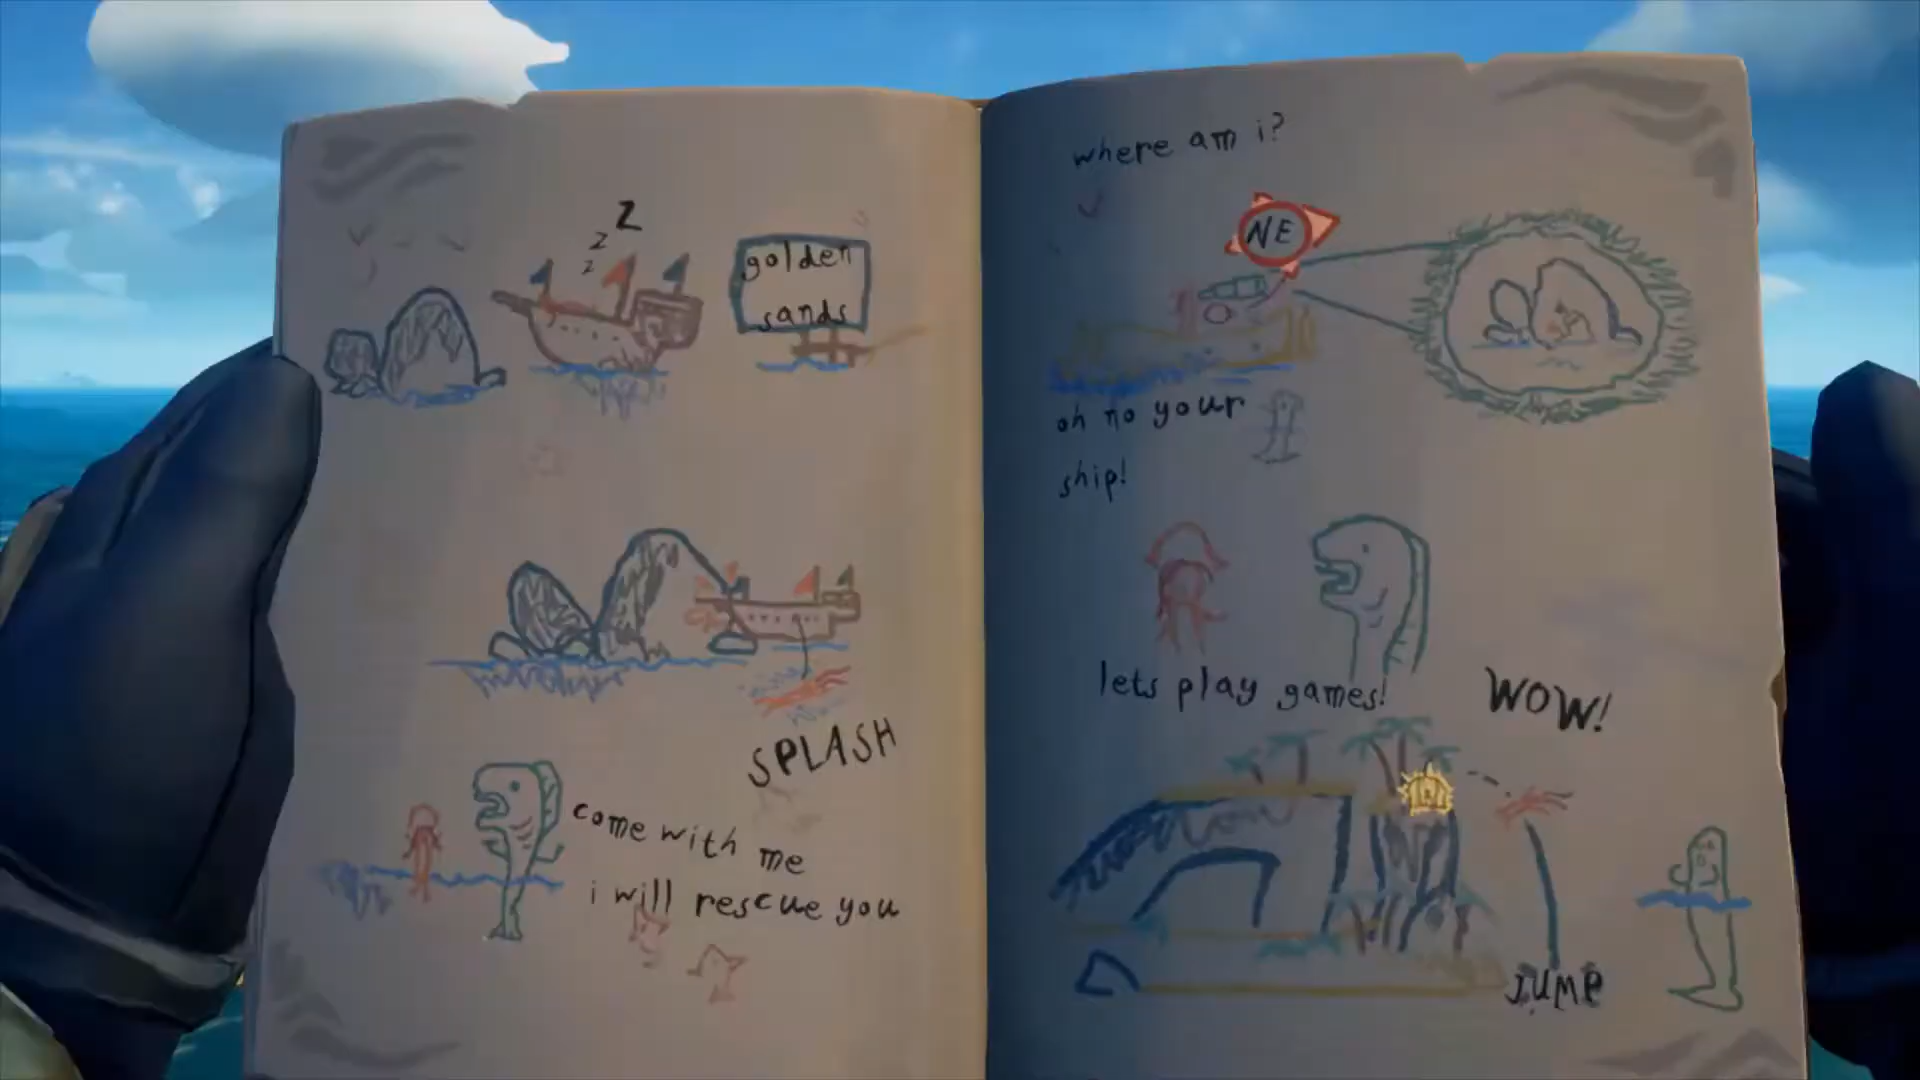 z
z
z
golden
sands
SPLASH
come with me
i will rescue you
where am i?
NE
oh no your
ship!
lets play games!
WOW!
JUMP